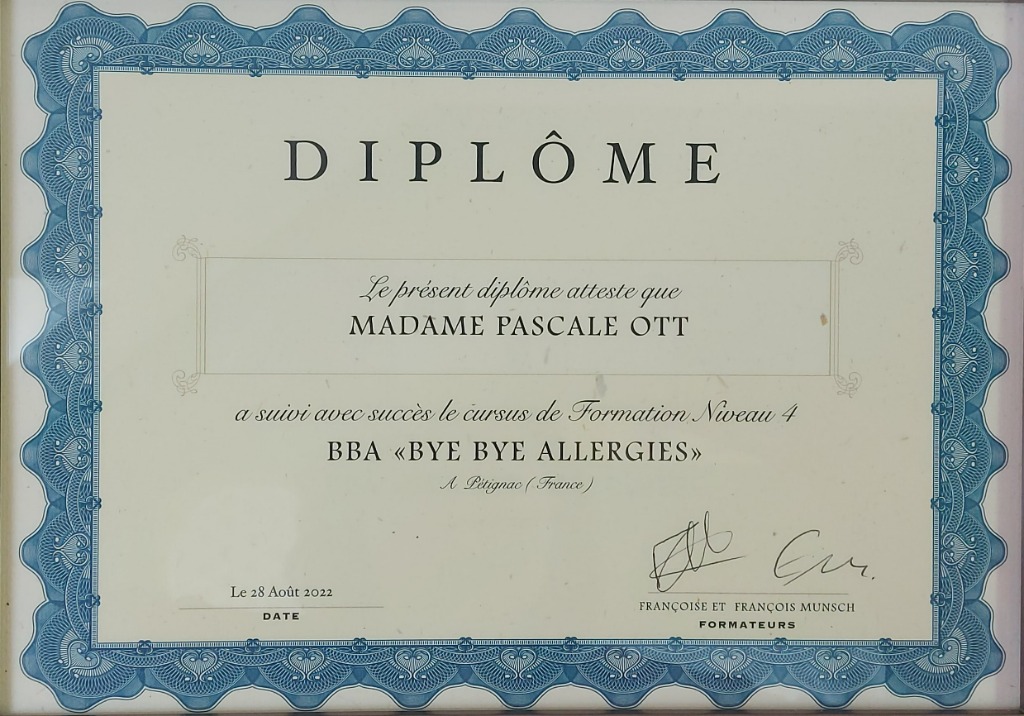 DIPLÔME
Le présent diplôme atteste que
MADAME PASCALE OTT
a suivi avec succès le cursus de Formation Niveau 4
BBA «BYE BYE ALLERGIES»
A Pétignac ( France )
Le 28 Août 2022
DATE
FRANÇOISE ET FRANÇOIS MUNSCH
FORMATEURS